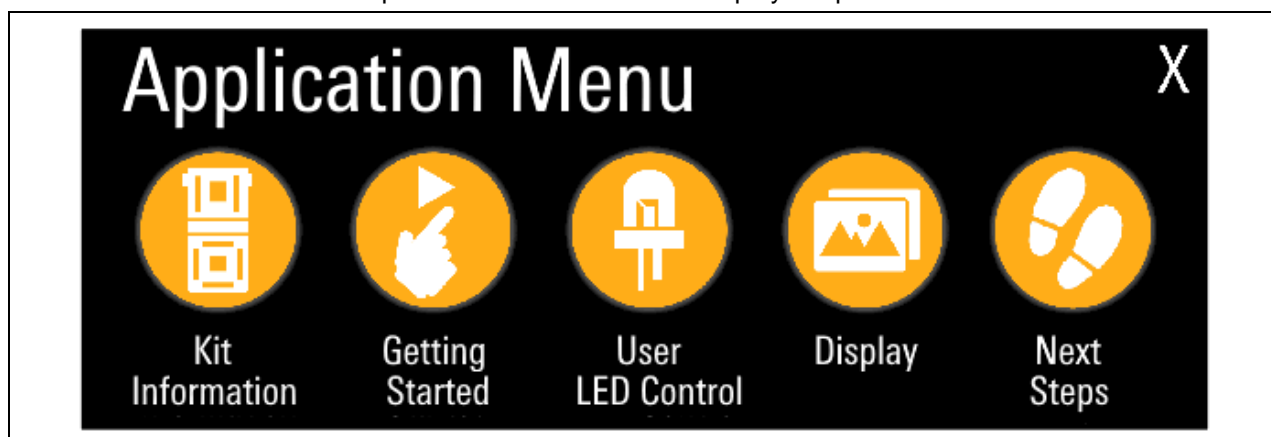 Application Menu
X
Kit
Information
Getting
Started
User
LED Control
Display
Next
Steps